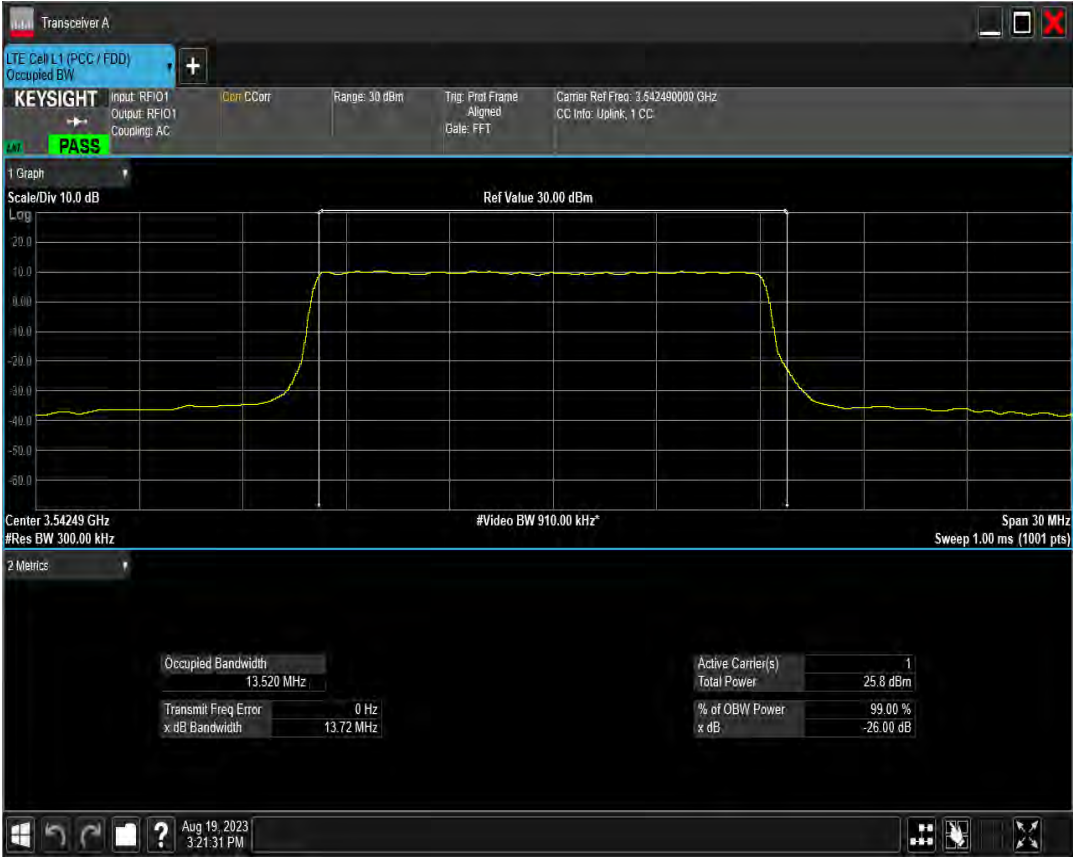 Transceiver A
LTE Cell L1 (PCC / FDD)
Occupied BW
+
KEYSIGHT
Input: RFIO1
Output: RFIO1
Coupling: AC
Corr CCorr
Range: 30 dBm
Trig: Prot Frame
Aligned
Gate: FFT
Carrier Ref Freq: 3.542490000 GHz
CC Info: Uplink, 1 CC
PASS
1 Graph
Scale/Div 10.0 dB
Ref Value 30.00 dBm
Log
20.0
10.0
0.00
-10.0
-20.0
-30.0
-40.0
-50.0
-60.0
Center 3.54249 GHz
#Video BW 910.00 kHz*
Span 30 MHz
#Res BW 300.00 kHz
Sweep 1.00 ms (1001 pts)
2 Metrics
Occupied Bandwidth
13.520 MHz
Transmit Freq Error 0 Hz
x dB Bandwidth 13.72 MHz
Active Carrier(s) 1
Total Power 25.8 dBm
% of OBW Power 99.00 %
x dB -26.00 dB
?
Aug 19, 2023
3:21:31 PM